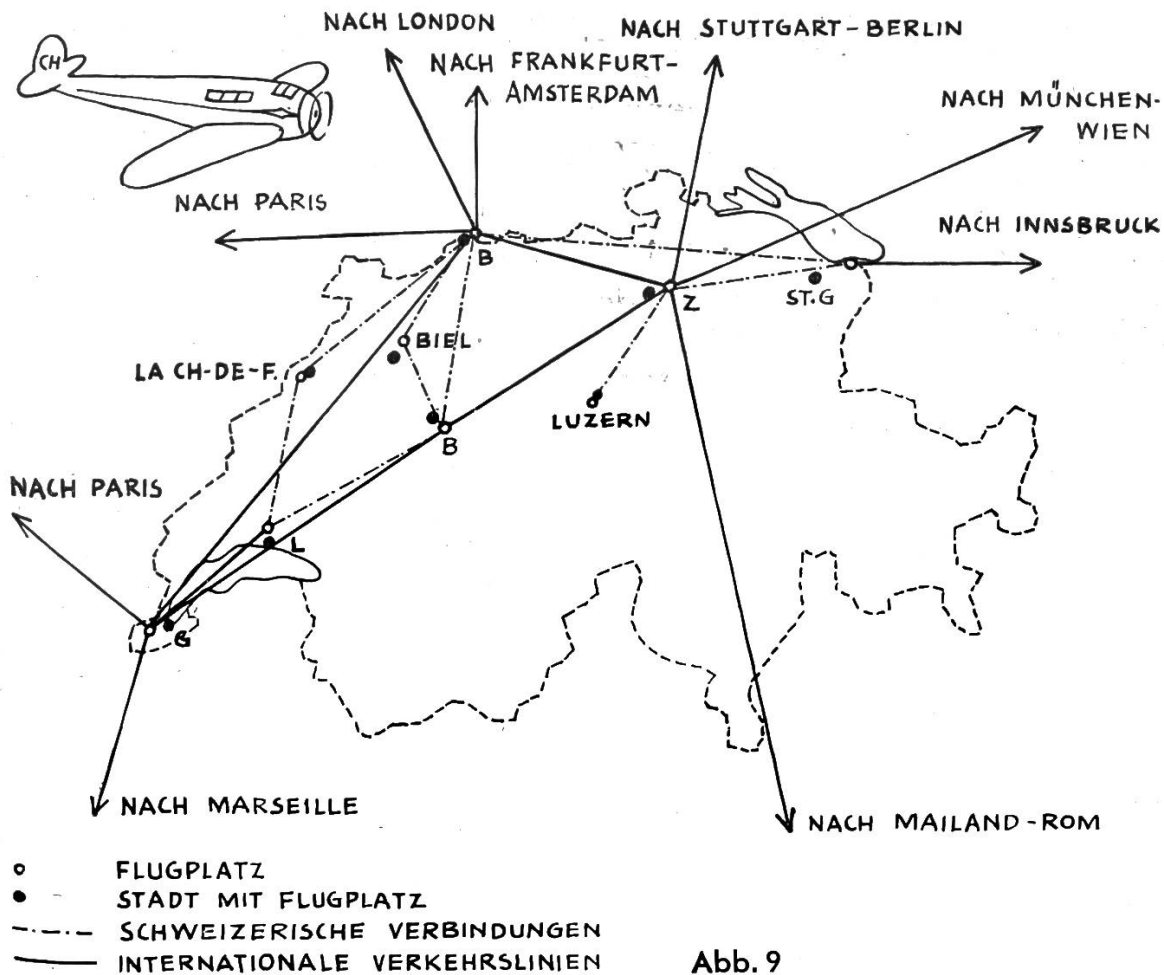 NACH LONDON
NACH STUTTGART-BERLIN
CH
NACH FRANKFURT-
AMSTERDAM
NACH MÜNCHEN-
WIEN
NACH PARIS
NACH INNSBRUCK
B
Z
ST. G
BIEL
LA CH-DE-F.
LUZERN
B
NACH PARIS
L
G
NACH MARSEILLE
NACH MAILAND-ROM
FLUGPLATZ
STADT MIT FLUGPLATZ
SCHWEIZERISCHE VERBINDUNGEN
INTERNATIONALE VERKEHRSLINIEN
Abb. 9